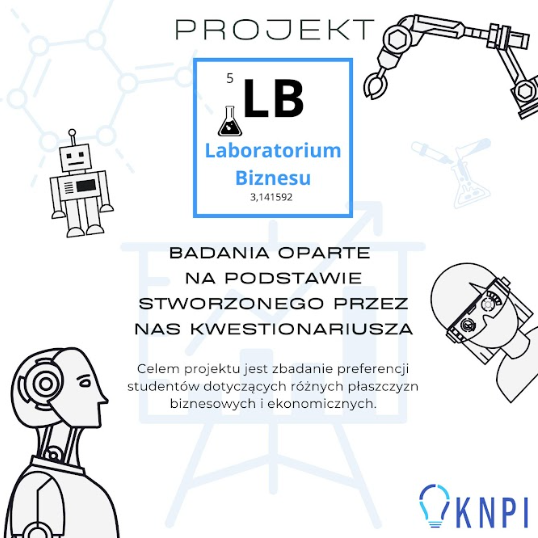 PROJEKT
5
LB
Laboratorium
Biznesu
3,141592
BADANIA OPARTE
NA PODSTAWIE
STWORZONEGO PRZEZ
NAS KWESTIONARIUSZA
Celem projektu jest zbadanie preferencji
studentów dotyczących różnych płaszczyzn
biznesowych i ekonomicznych.
KNPI